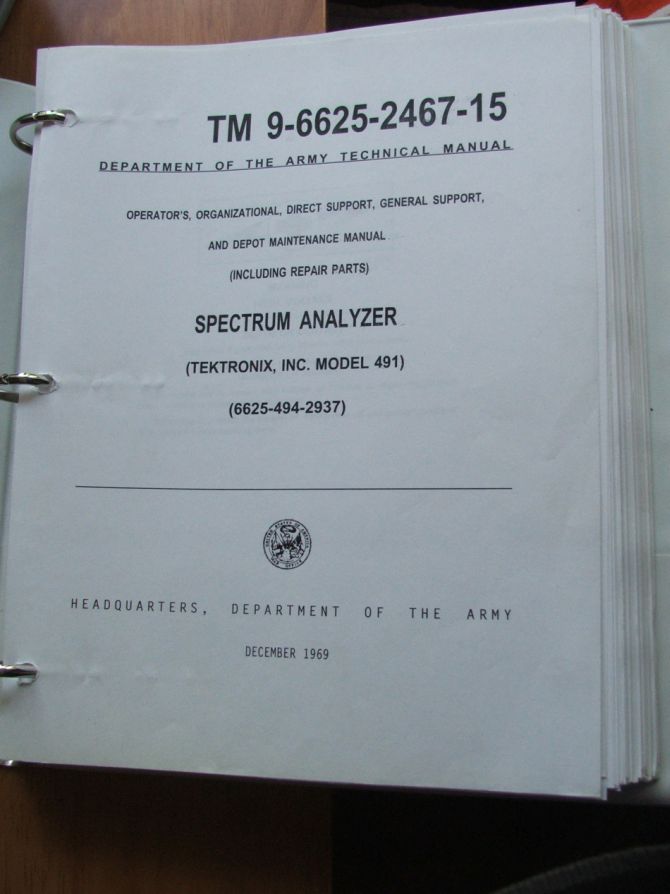 TM 9-6625-2467-15
DEPARTMENT OF THE ARMY TECHNICAL MANUAL
OPERATOR'S, ORGANIZATIONAL, DIRECT SUPPORT, GENERAL SUPPORT,
AND DEPOT MAINTENANCE MANUAL
(INCLUDING REPAIR PARTS)
SPECTRUM ANALYZER
(TEKTRONIX, INC. MODEL 491)
(6625-494-2937)
HEADQUARTERS, DEPARTMENT OF THE ARMY
DECEMBER 1969